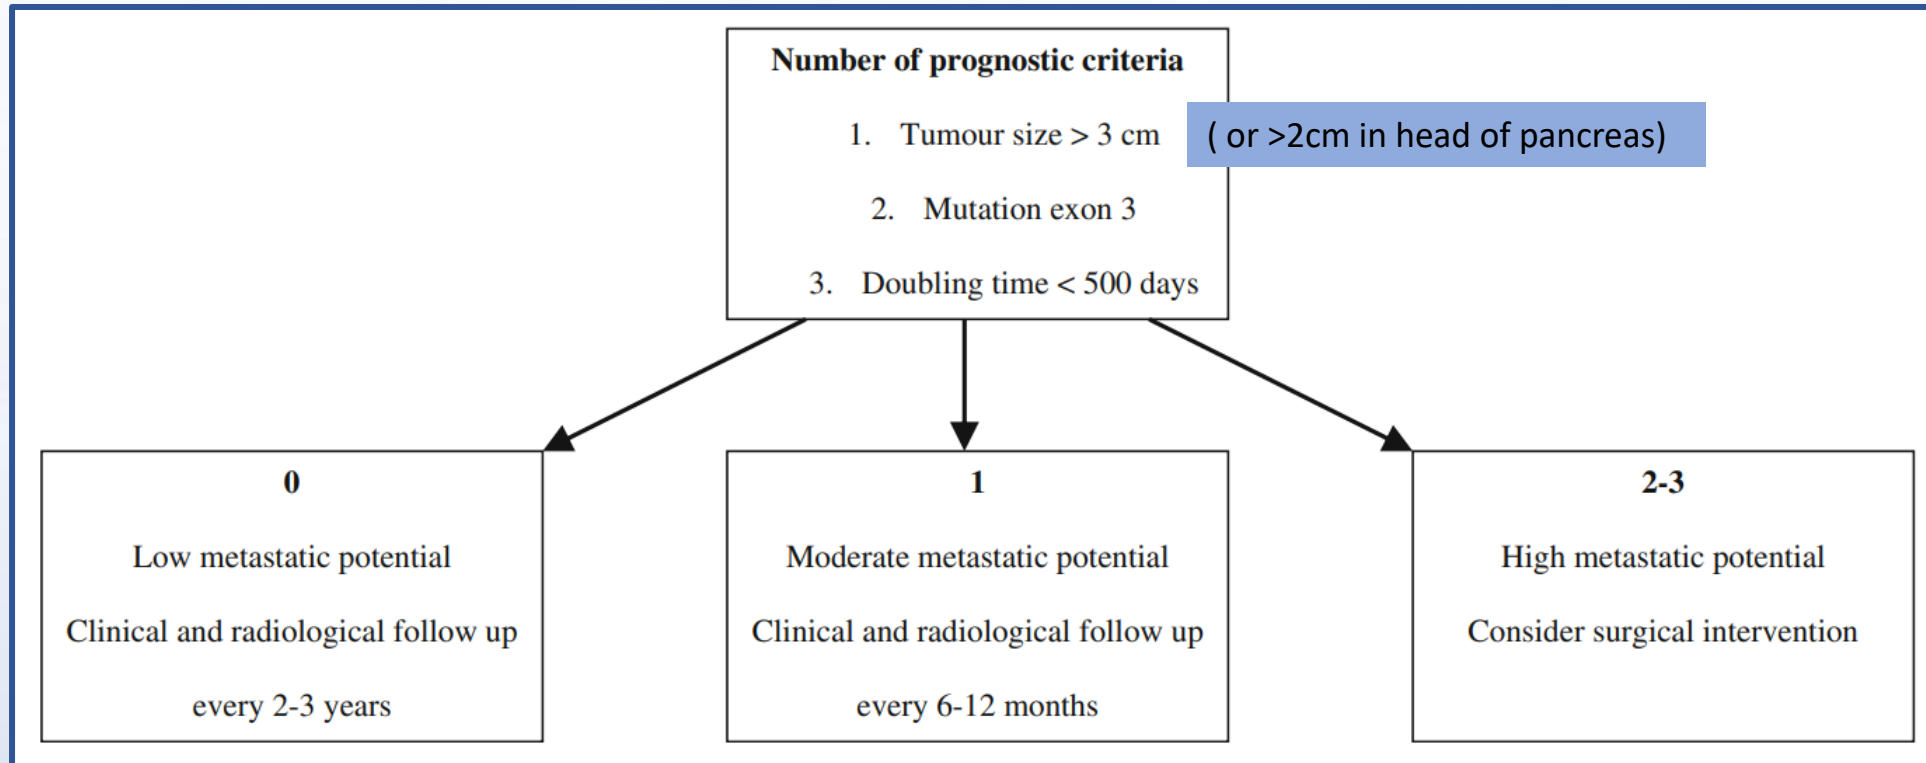 Number of prognostic criteria
1. Tumour size > 3 cm ( or >2cm in head of pancreas)
2. Mutation exon 3
3. Doubling time < 500 days
0
Low metastatic potential
Clinical and radiological follow up
every 2-3 years
1
Moderate metastatic potential
Clinical and radiological follow up
every 6-12 months
2-3
High metastatic potential
Consider surgical intervention